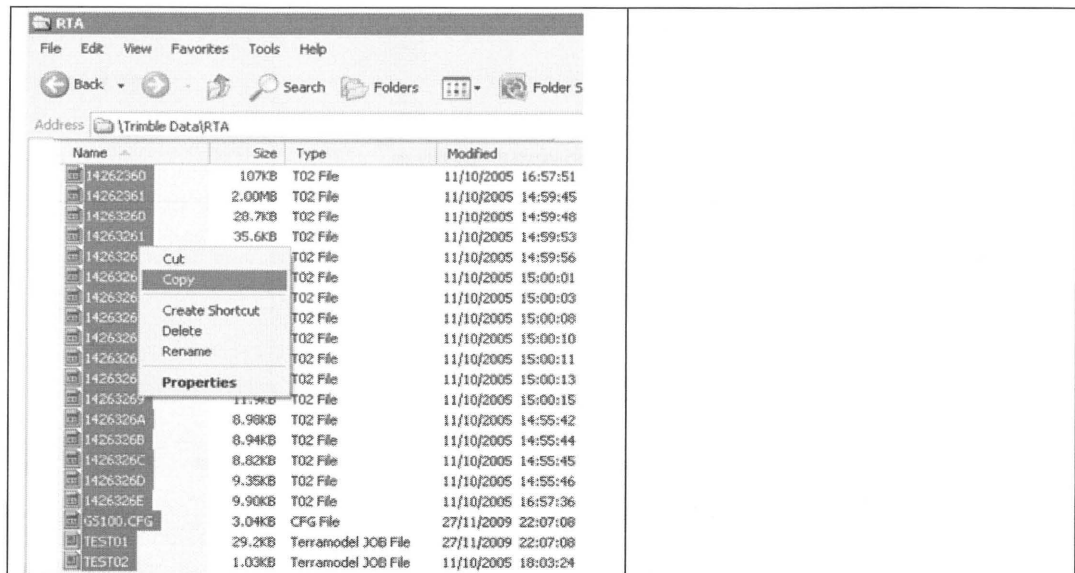 RTA
File Edit View Favorites Tools Help
Back Search Folders Folder S
Address \Trimble Data\RTA
Name Size Type Modified
14262360 107KB T02 File 11/10/2005 16:57:51
14262361 2.00MB T02 File 11/10/2005 14:59:45
14263260 28.7KB T02 File 11/10/2005 14:59:48
14263261 35.6KB T02 File 11/10/2005 14:59:53
1426326 T02 File 11/10/2005 14:59:56
1426326 T02 File 11/10/2005 15:00:01
1426326 T02 File 11/10/2005 15:00:03
1426326 T02 File 11/10/2005 15:00:08
1426326 T02 File 11/10/2005 15:00:10
1426326 T02 File 11/10/2005 15:00:11
1426326 T02 File 11/10/2005 15:00:13
14263269 11.9KB T02 File 11/10/2005 15:00:15
1426326A 8.98KB T02 File 11/10/2005 14:55:42
1426326B 8.94KB T02 File 11/10/2005 14:55:44
1426326C 8.82KB T02 File 11/10/2005 14:55:45
1426326D 9.35KB T02 File 11/10/2005 14:55:46
1426326E 9.90KB T02 File 11/10/2005 16:57:36
GS100.CFG 3.04KB CFG File 27/11/2009 22:07:08
TEST01 29.2KB Terramodel JOB File 27/11/2009 22:07:08
TEST02 1.03KB Terramodel JOB File 11/10/2005 18:03:24
Cut
Copy
Create Shortcut
Delete
Rename
Properties